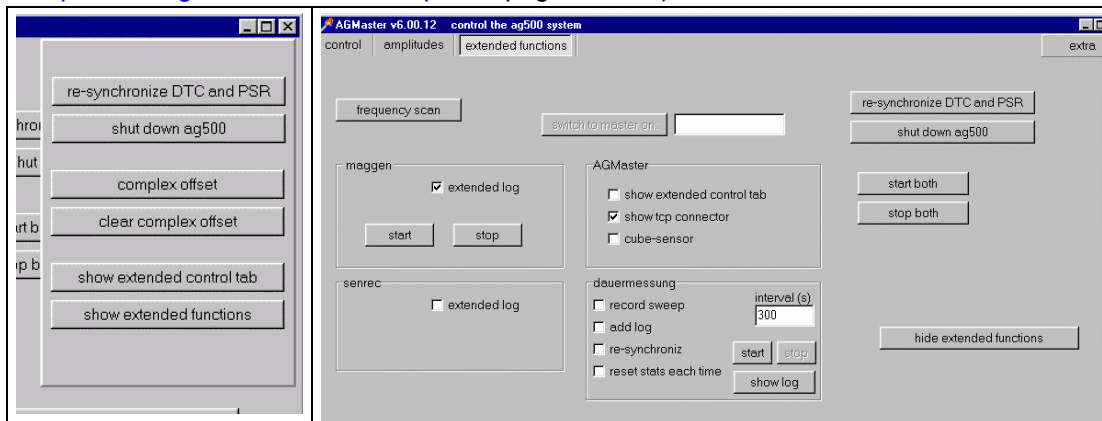 re-synchronize DTC and PSR
shut down ag500
complex offset
clear complex offset
show extended control tab
show extended functions
AGMaster v6.00.12 control the ag500 system
control amplitudes extended functions extra
frequency scan
switch to master on:
re-synchronize DTC and PSR
shut down ag500
maggen
extended log
start stop
AGMaster
show extended control tab
show tcp connector
cube-sensor
start both
stop both
senrec
extended log
dauermessung
record sweep
interval (s)
300
add log
re-synchroniz
start stop
reset stats each time
show log
hide extended functions